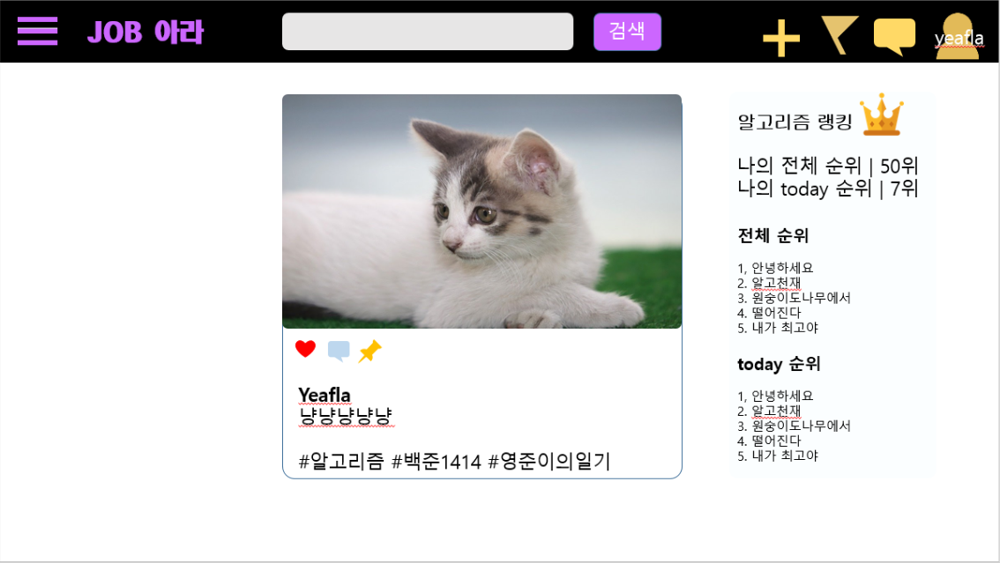 JOB 아라
검색
yeafla
알고리즘 랭킹
나의 전체 순위 | 50위
나의 today 순위 | 7위
전체 순위
1, 안녕하세요
2. 알고천재
3. 원숭이도나무에서
4. 떨어진다
5. 내가 최고야
today 순위
1, 안녕하세요
2. 알고천재
3. 원숭이도나무에서
4. 떨어진다
5. 내가 최고야
Yeafla
냥냥냥냥냥
#알고리즘 #백준1414 #영준이의일기